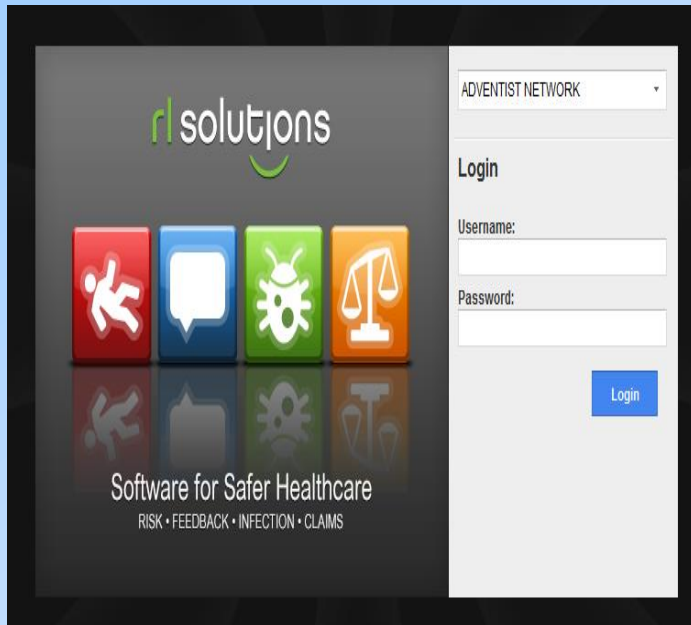 rl solutions
Software for Safer Healthcare
RISK • FEEDBACK • INFECTION • CLAIMS
ADVENTIST NETWORK
Login
Username:
Password:
Login